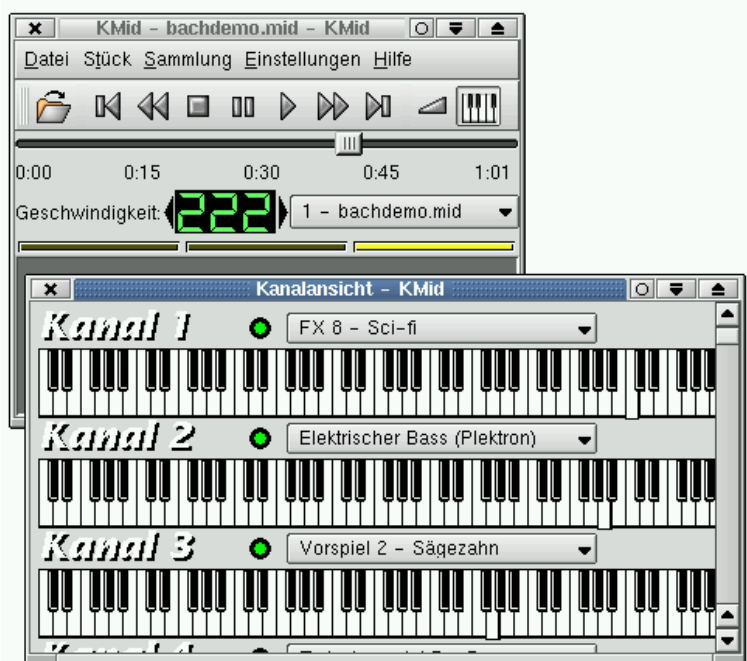 KMid - bachdemo.mid - KMid
Datei Stück Sammlung Einstellungen Hilfe
0:00 0:15 0:30 0:45 1:01
Geschwindigkeit: 222 1 - bachdemo.mid
Kanalansicht - KMid
Kanal 1 FX 8 - Sci-fi
Kanal 2 Elektrischer Bass (Plektron)
Kanal 3 Vorspiel 2 - Sägezahn